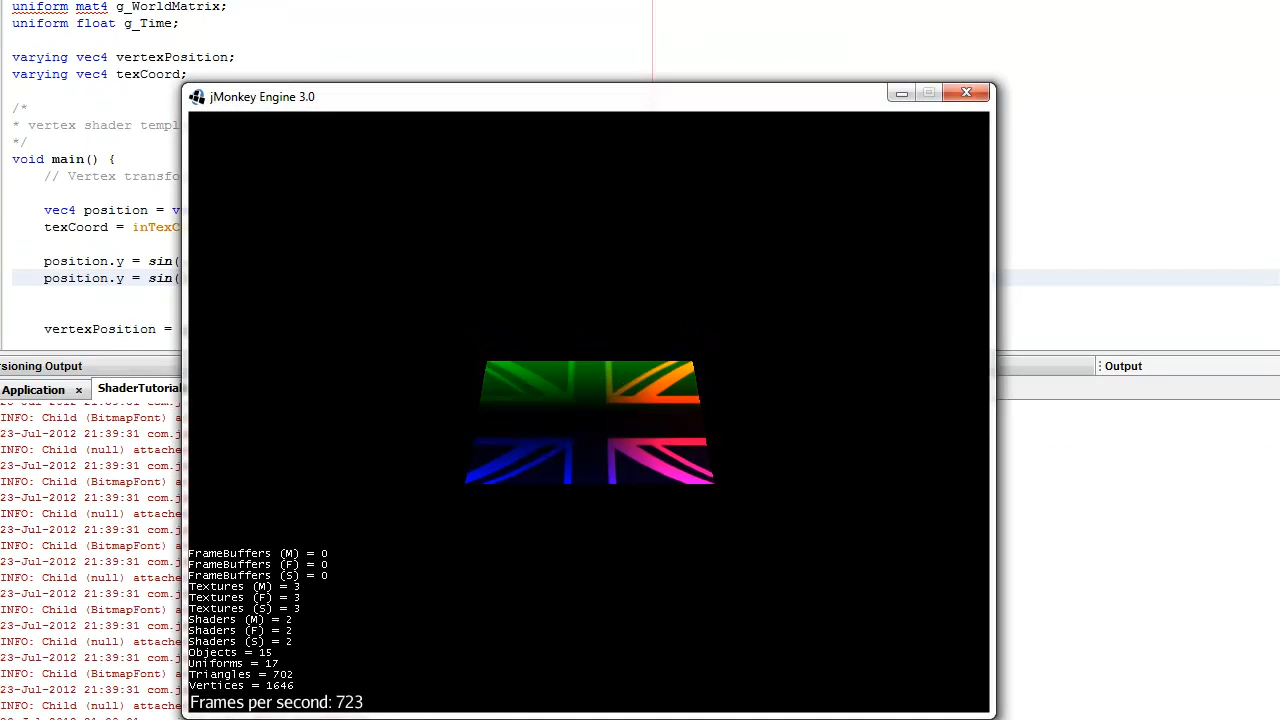 uniform mat4 g_WorldMatrix;
uniform float g_Time;
varying vec4 vertexPosition;
varying vec4 texCoord;
/*
* vertex shader templ
*/
void main() {
// Vertex transfo
vec4 position = v
texCoord = inTexC
position.y = sin(
position.y = sin(
vertexPosition =
jMonkey Engine 3.0
rsioning Output
Output
Application x
ShaderTutorial
INFO: Child (BitmapFont) a
23-Jul-2012 21:39:31 com.j
INFO: Child (null) attache
23-Jul-2012 21:39:31 com.j
INFO: Child (BitmapFont) a
23-Jul-2012 21:39:31 com.j
INFO: Child (null) attache
23-Jul-2012 21:39:31 com.j
INFO: Child (BitmapFont) a
23-Jul-2012 21:39:31 com.j
INFO: Child (null) attache
23-Jul-2012 21:39:31 com.j
INFO: Child (BitmapFont) a
23-Jul-2012 21:39:31 com.j
INFO: Child (null) attache
23-Jul-2012 21:39:31 com.j
INFO: Child (BitmapFont) a
23-Jul-2012 21:39:31 com.j
INFO: Child (null) attache
FrameBuffers (M) = 0
FrameBuffers (F) = 0
FrameBuffers (S) = 0
Textures (M) = 3
Textures (F) = 3
Textures (S) = 3
Shaders (M) = 2
Shaders (F) = 2
Shaders (S) = 2
Objects = 15
Uniforms = 17
Triangles = 702
Vertices = 1646
Frames per second: 723